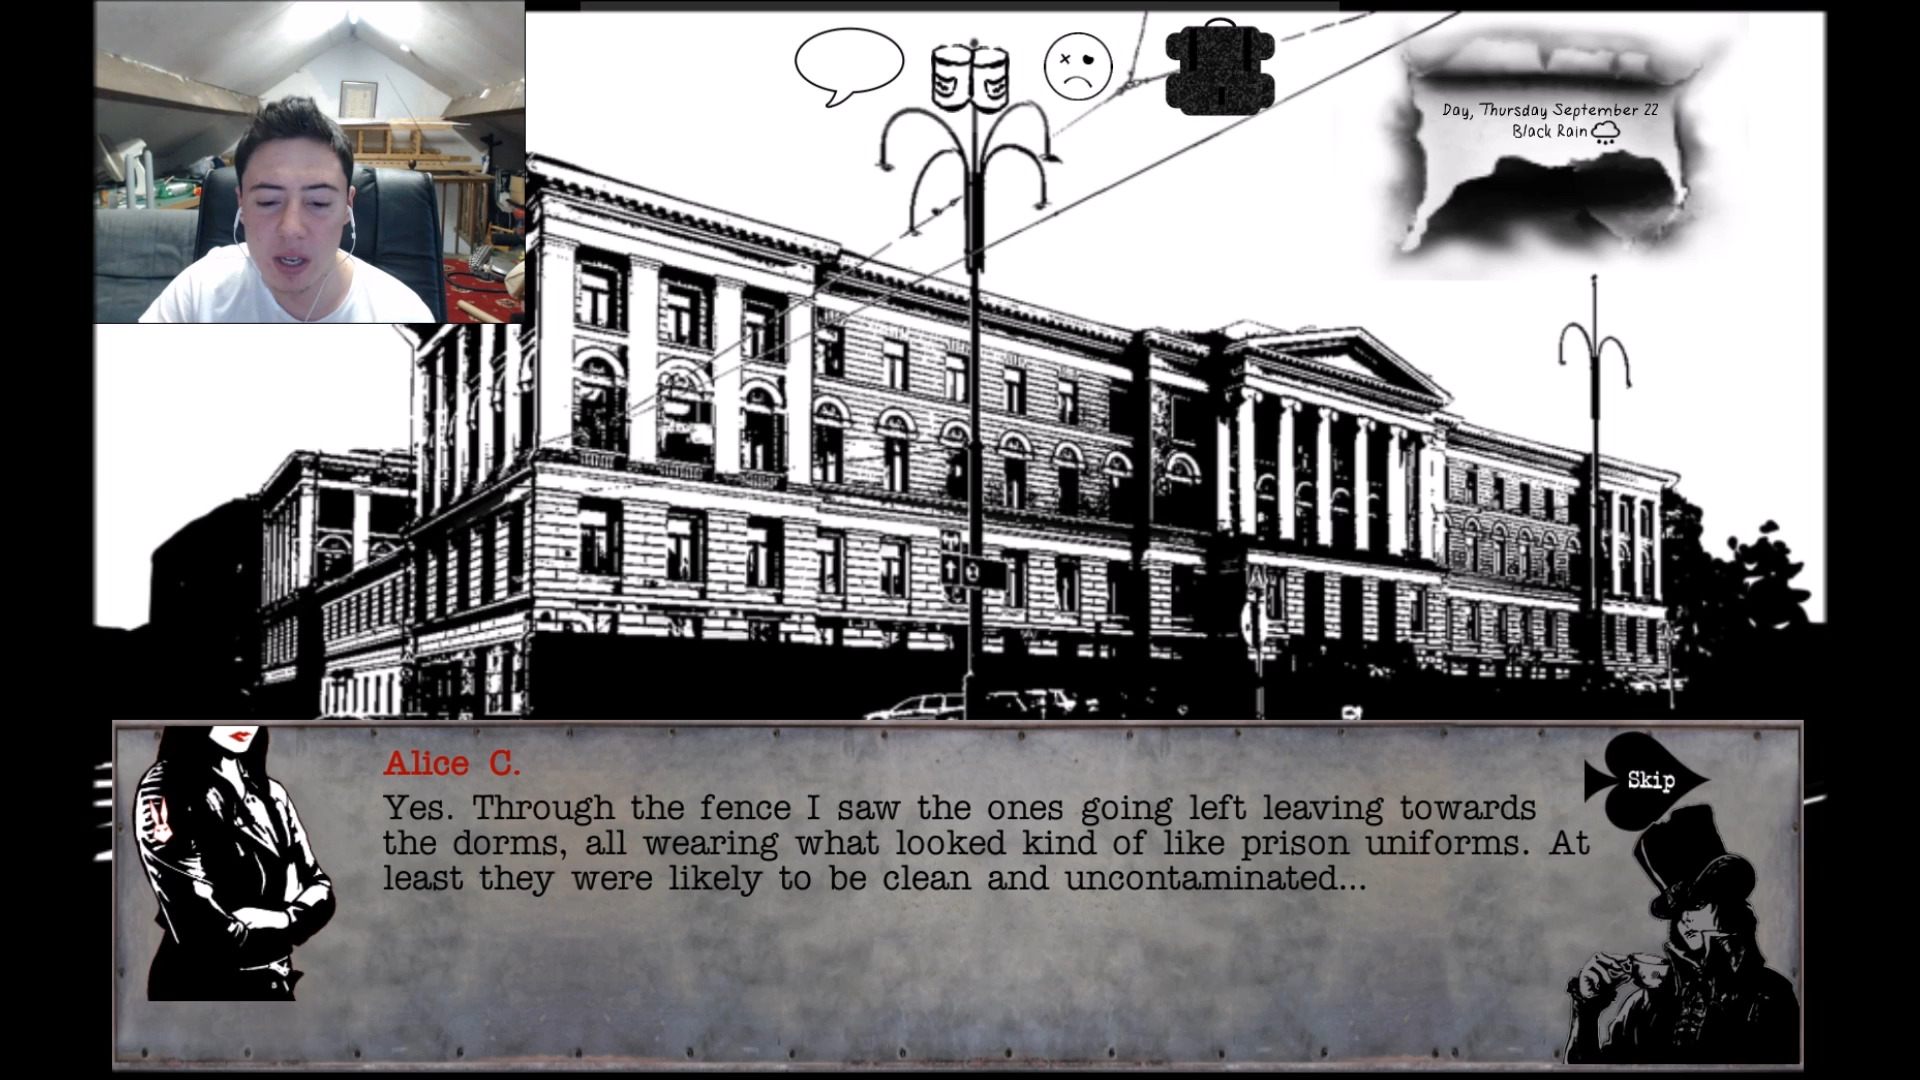 Day, Thursday September 22
Black Rain
Alice C.
Skip
Yes. Through the fence I saw the ones going left leaving towards
the dorms, all wearing what looked kind of like prison uniforms. At
least they were likely to be clean and uncontaminated...